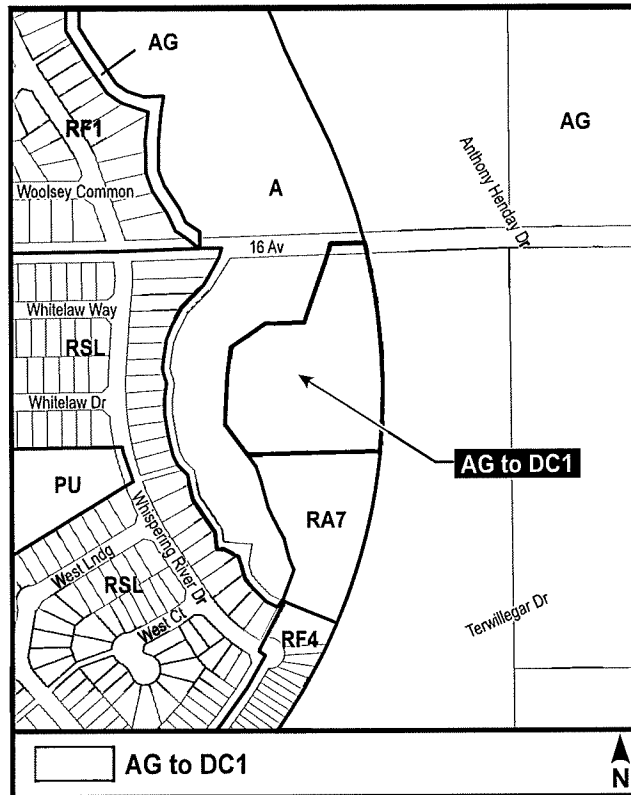 AG
AG
RF1
Anthony Henday Dr
Woolsey Common
A
16 Av
Whitelaw Way
RSL
Whitelaw Dr
AG to DC1
PU
RA7
Whispering River Dr
West Lndg
RSL
West Ct
Terwillegar Dr
RF4
AG to DC1
N